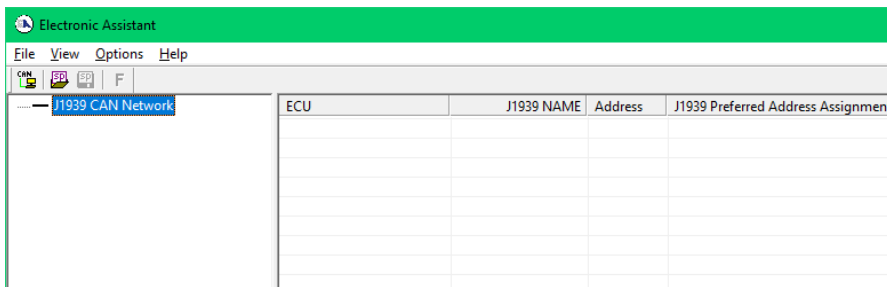 Electronic Assistant
File View Options Help
CAN SP SP F
J1939 CAN Network
ECU J1939 NAME Address J1939 Preferred Address Assignmen